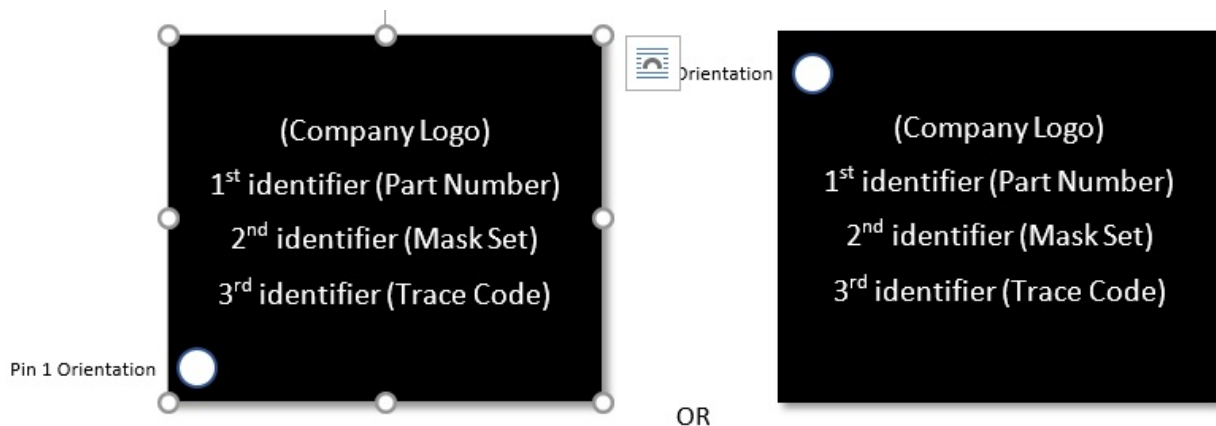 (Company Logo)
1st identifier (Part Number)
2nd identifier (Mask Set)
3rd identifier (Trace Code)
Pin 1 Orientation
OR
Orientation
(Company Logo)
1st identifier (Part Number)
2nd identifier (Mask Set)
3rd identifier (Trace Code)